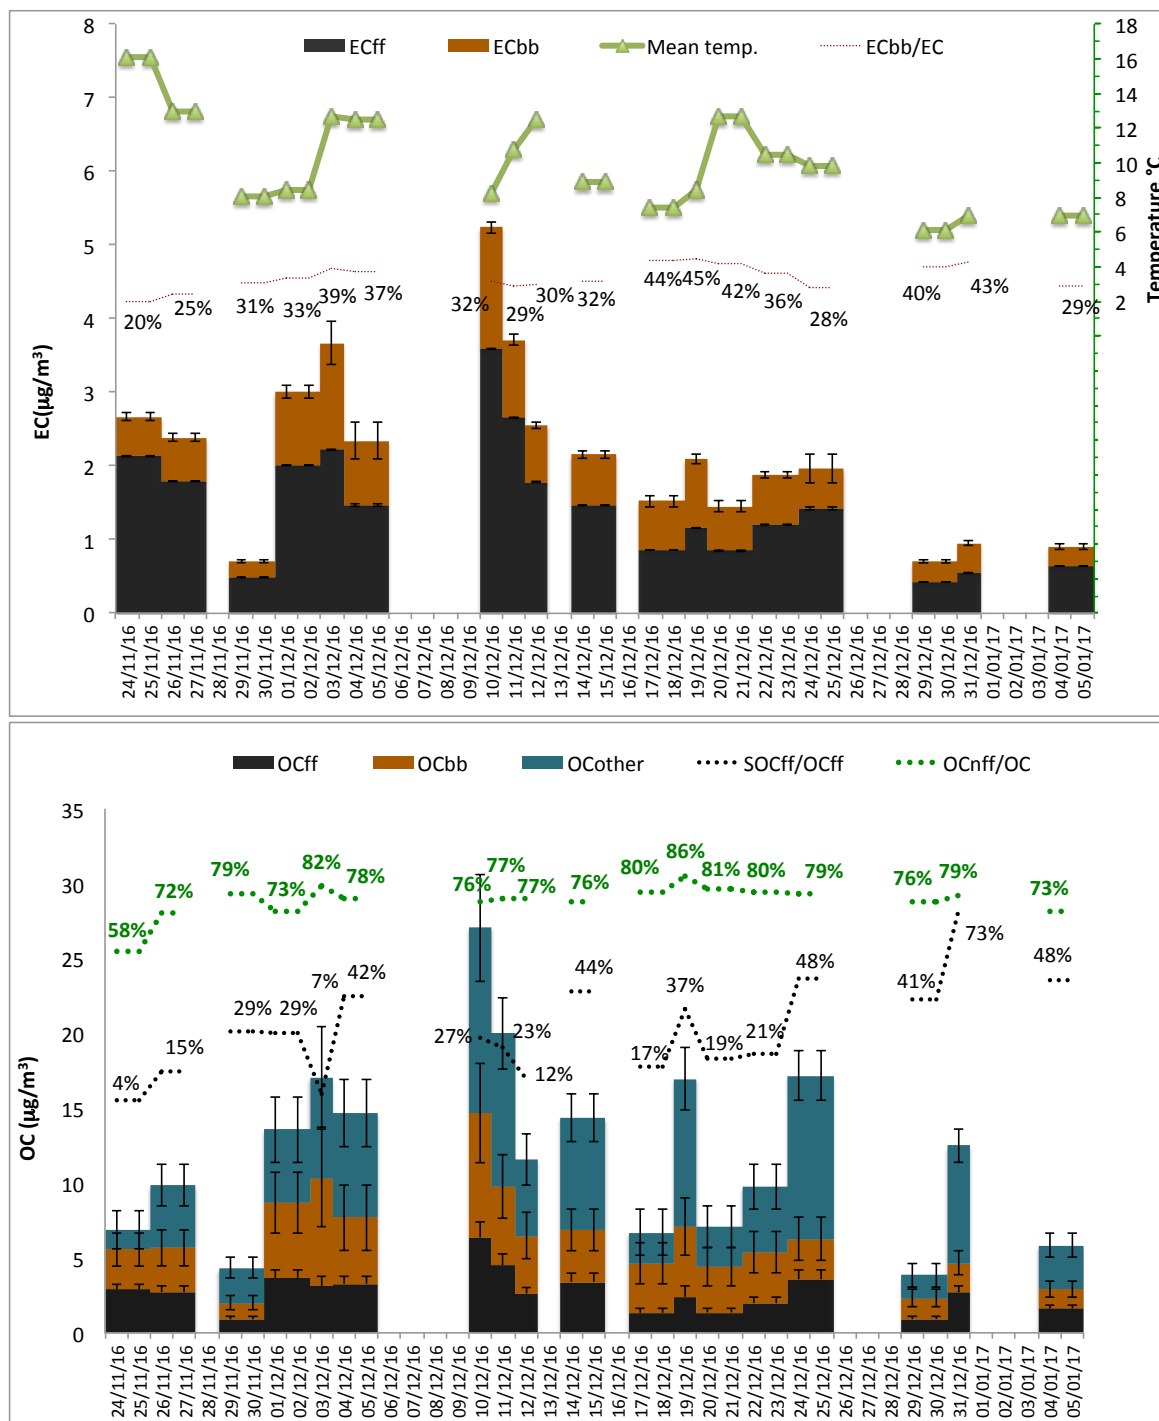 8 18
ECff ECbb Mean temp. ECbb/EC
7 16
14
6 12
10
5 8
6
4 4
2
3
2
1
0
EC(µg/m³)
Temperature °C
20% 25% 31% 33% 39% 37% 32% 29% 30% 32% 44% 45% 42% 36% 28% 40% 43% 29%
24/11/16 25/11/16 26/11/16 27/11/16 28/11/16 29/11/16 30/11/16 01/12/16 02/12/16 03/12/16 04/12/16 05/12/16 06/12/16 07/12/16 08/12/16 09/12/16 10/12/16 11/12/16 12/12/16 13/12/16 14/12/16 15/12/16 16/12/16 17/12/16 18/12/16 19/12/16 20/12/16 21/12/16 22/12/16 23/12/16 24/12/16 25/12/16 26/12/16 27/12/16 28/12/16 29/12/16 30/12/16 31/12/16 01/01/17 02/01/17 03/01/17 04/01/17 05/01/17
OCff OCbb OCother SOCff/OCff OCnff/OC
35
30
25
20
15
10
5
0
OC (µg/m³)
58% 72% 79% 73% 82% 78% 76% 77% 77% 76% 80% 86% 81% 80% 79% 76% 79% 73%
4% 15% 29% 29% 7% 42% 27% 23% 12% 44% 17% 37% 19% 21% 48% 41% 73% 48%
24/11/16 25/11/16 26/11/16 27/11/16 28/11/16 29/11/16 30/11/16 01/12/16 02/12/16 03/12/16 04/12/16 05/12/16 06/12/16 07/12/16 08/12/16 09/12/16 10/12/16 11/12/16 12/12/16 13/12/16 14/12/16 15/12/16 16/12/16 17/12/16 18/12/16 19/12/16 20/12/16 21/12/16 22/12/16 23/12/16 24/12/16 25/12/16 26/12/16 27/12/16 28/12/16 29/12/16 30/12/16 31/12/16 01/01/17 02/01/17 03/01/17 04/01/17 05/01/17